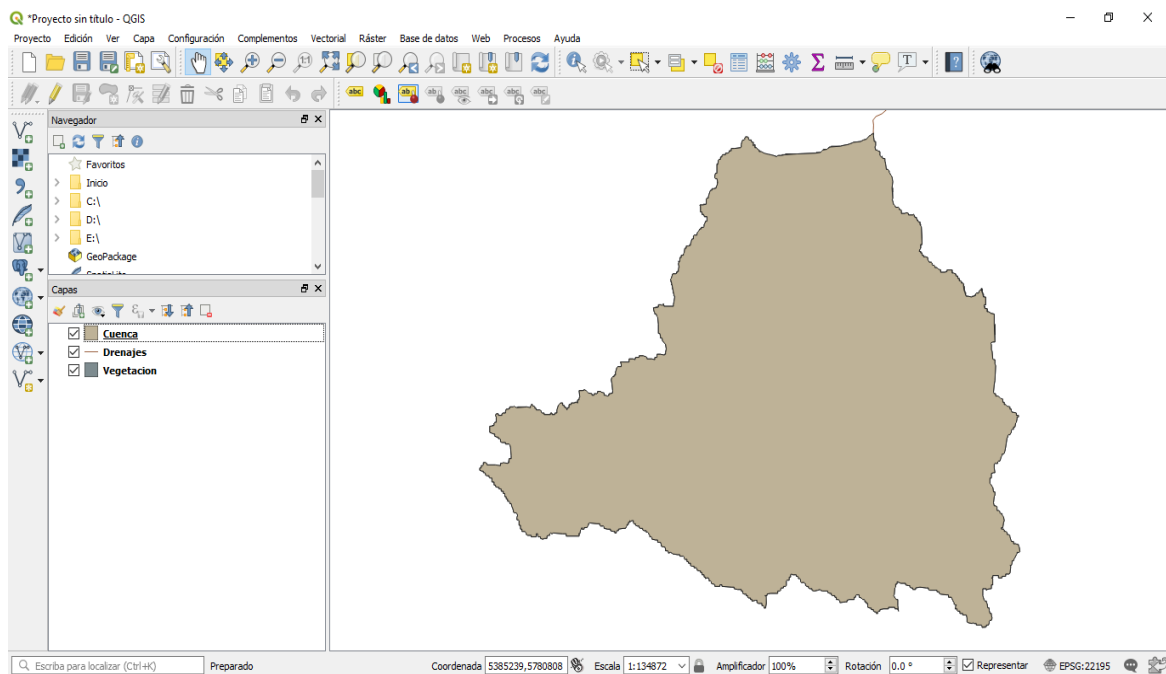 *Proyecto sin título - QGIS
Proyecto Edición Ver Capa Configuración Complementos Vectorial Ráster Base de datos Web Procesos Ayuda
Navegador
Favoritos
Inicio
C:\
D:\
E:\
GeoPackage
Capas
Cuenca
Drenajes
Vegetacion
Escriba para localizar (Ctrl+K) Preparado Coordenada 5385239,5780808 Escala 1:134872 Amplificador 100% Rotación 0.0 ° Representar EPSG:22195